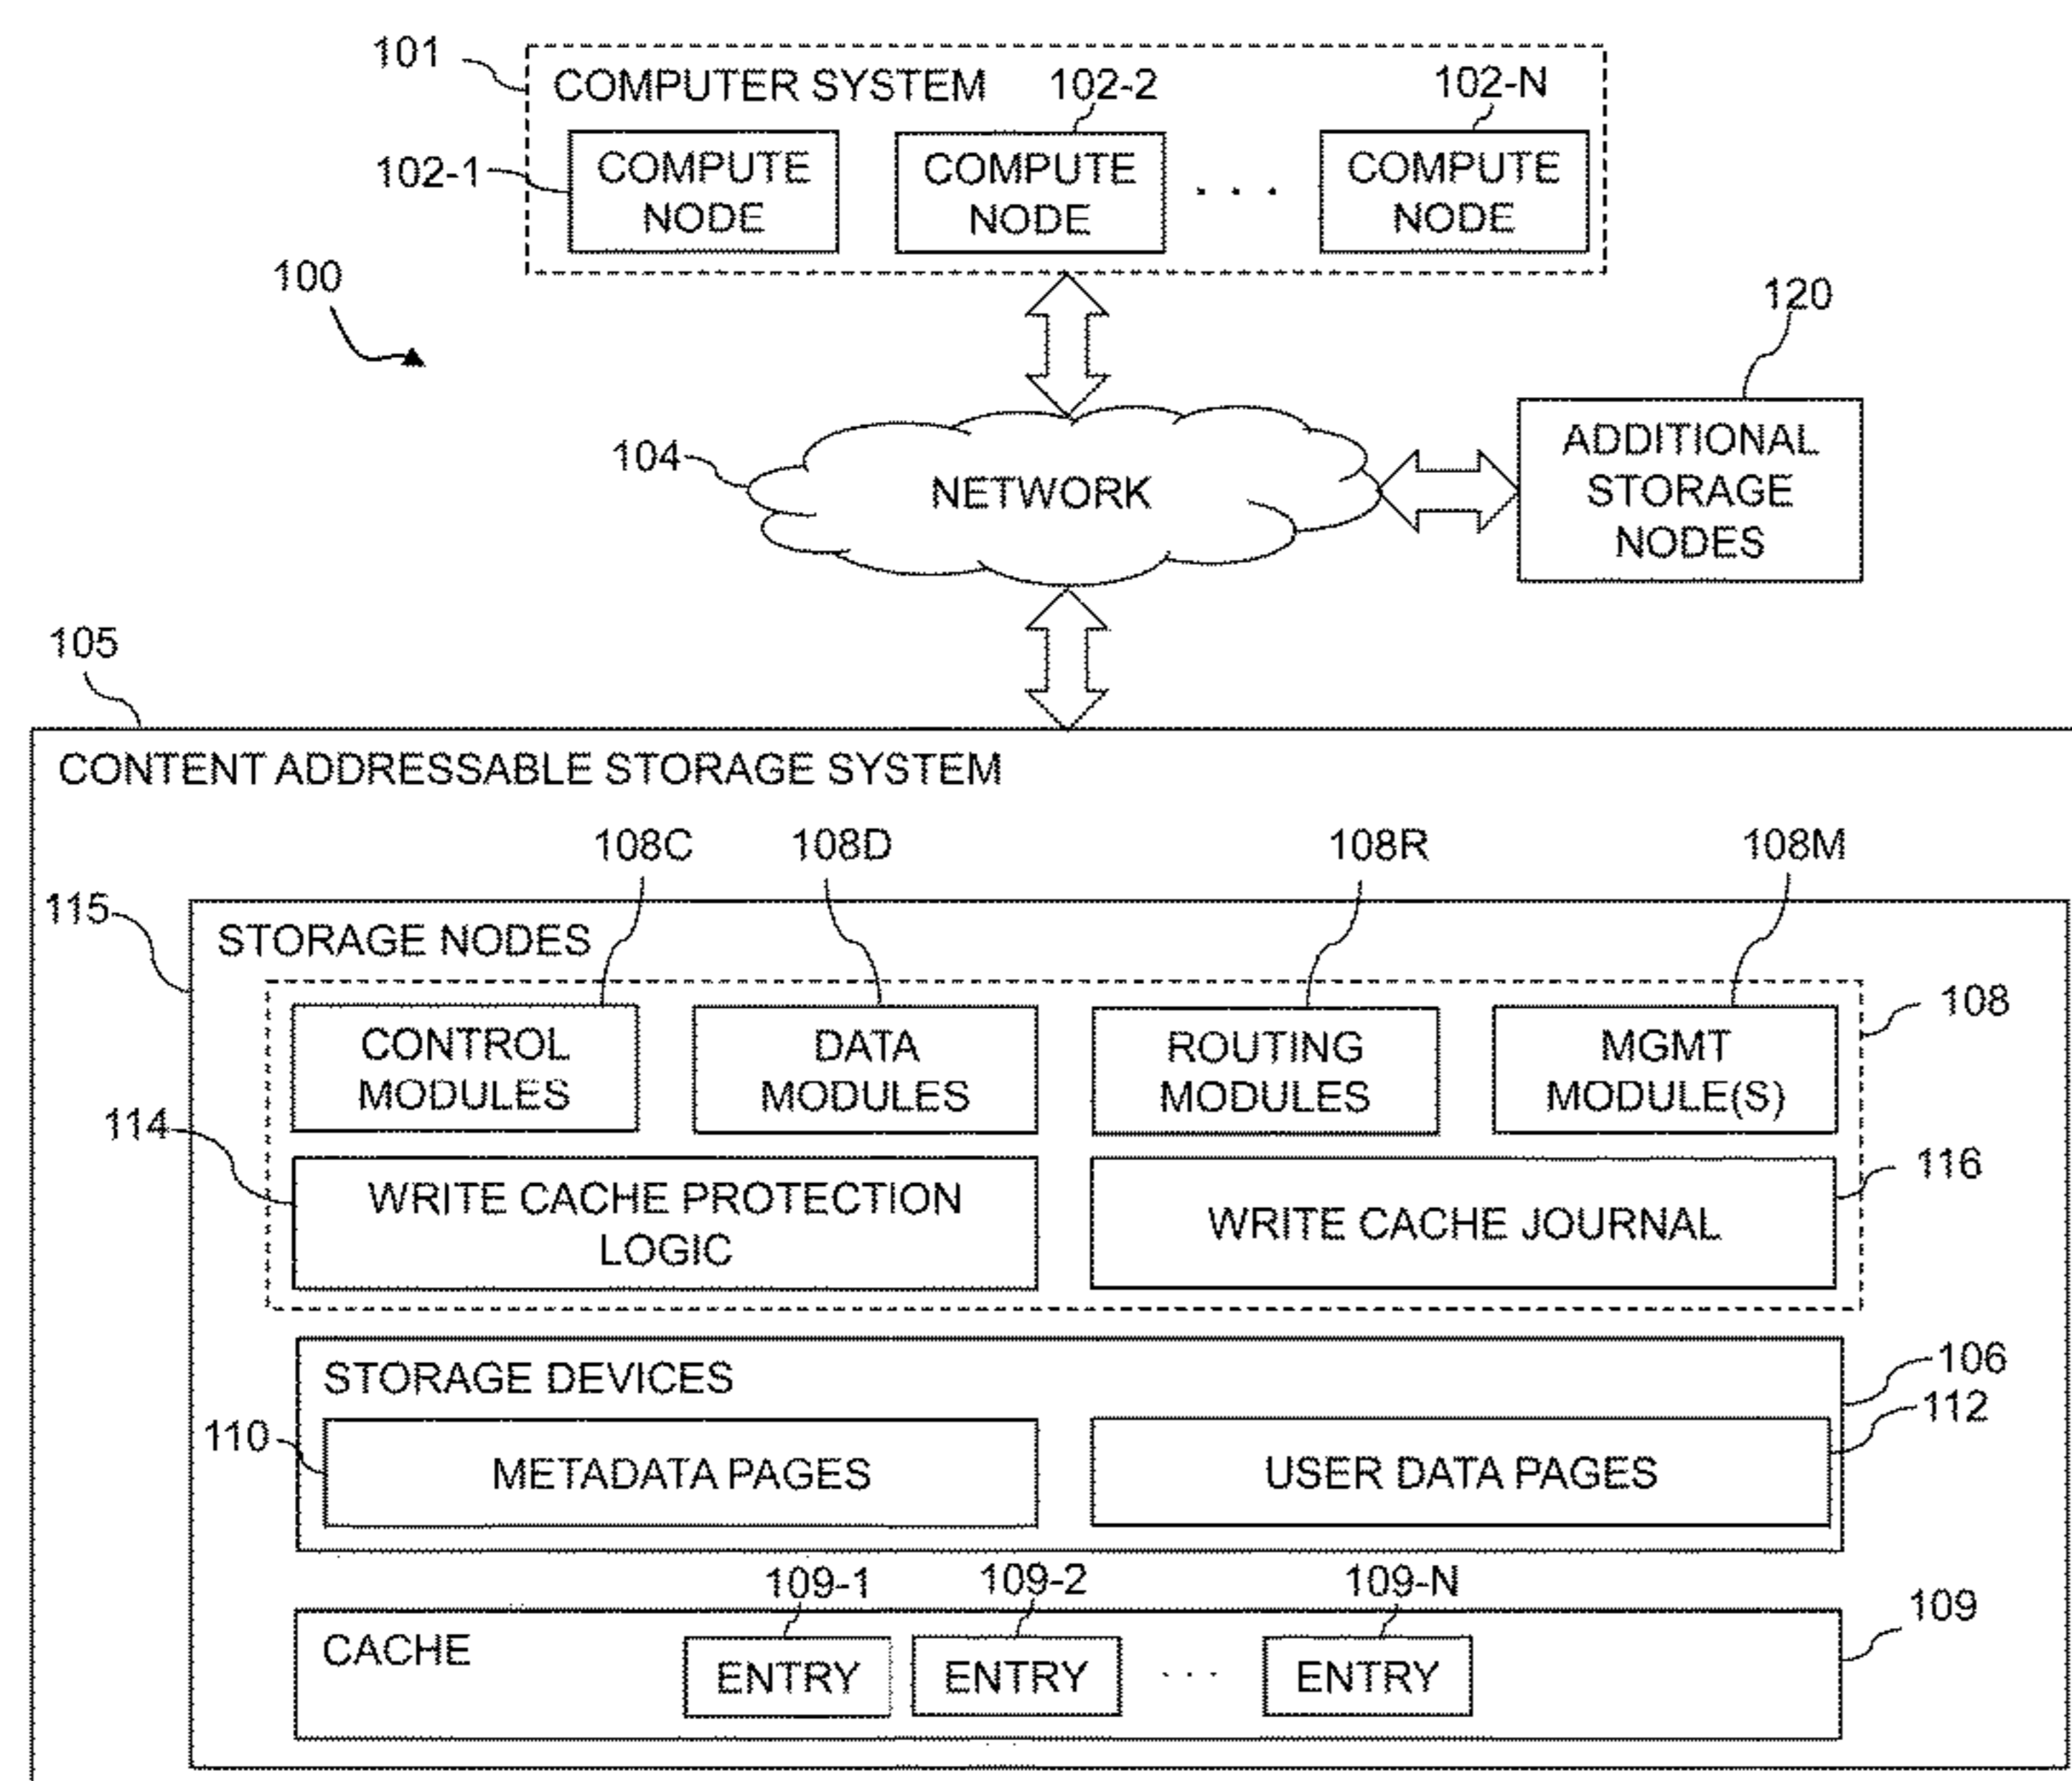 101
COMPUTER SYSTEM
102-2
102-N
102-1
COMPUTE
NODE
COMPUTE
NODE
. . .
COMPUTE
NODE
100
120
104
NETWORK
ADDITIONAL
STORAGE
NODES
105
CONTENT ADDRESSABLE STORAGE SYSTEM
108C
108D
108R
108M
115
STORAGE NODES
108
CONTROL
MODULES
DATA
MODULES
ROUTING
MODULES
MGMT
MODULE(S)
114
116
WRITE CACHE PROTECTION
LOGIC
WRITE CACHE JOURNAL
106
STORAGE DEVICES
112
110
METADATA PAGES
USER DATA PAGES
109-1
109-2
109-N
109
CACHE
ENTRY
ENTRY
. . .
ENTRY